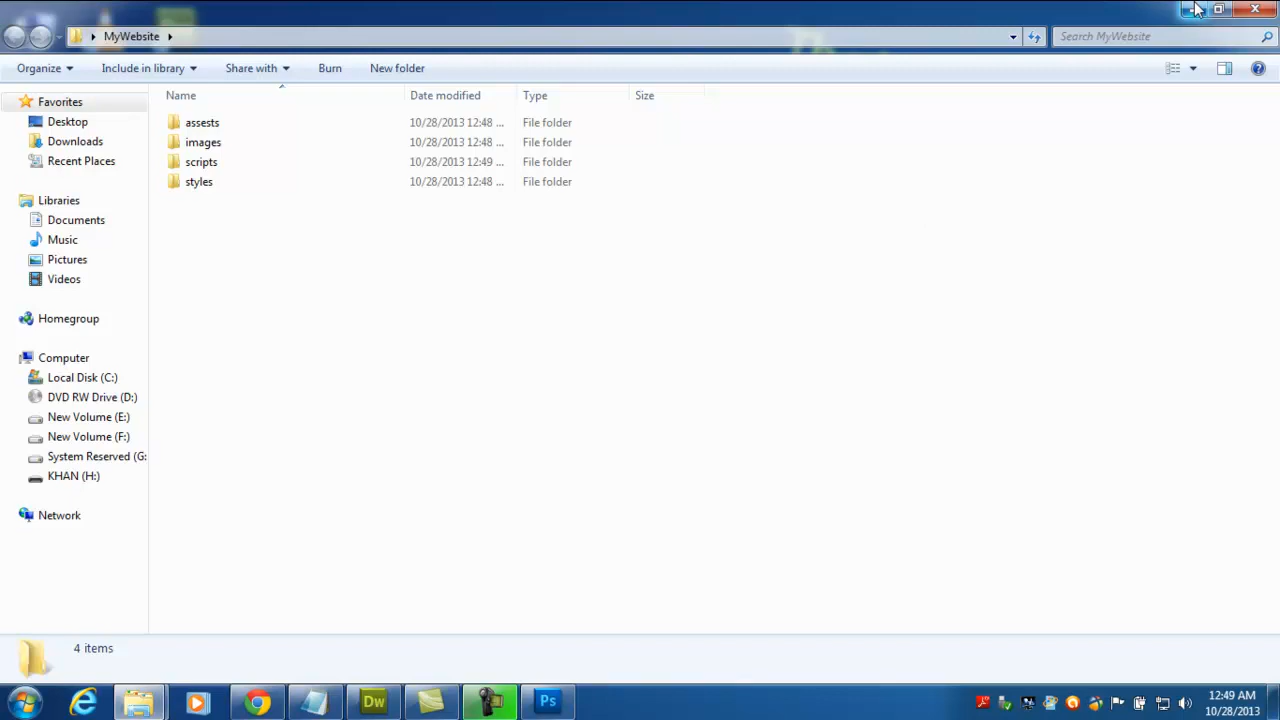 MyWebsite
Search MyWebsite
Organize Include in library Share with Burn New folder
Favorites
Desktop
Downloads
Recent Places
Libraries
Documents
Music
Pictures
Videos
Homegroup
Computer
Local Disk (C:)
DVD RW Drive (D:)
New Volume (E:)
New Volume (F:)
System Reserved (G:
KHAN (H:)
Network
Name Date modified Type Size
assests 10/28/2013 12:48 ... File folder
images 10/28/2013 12:48 ... File folder
scripts 10/28/2013 12:49 ... File folder
styles 10/28/2013 12:48 ... File folder
4 items
Dw
Ps
12:49 AM
10/28/2013